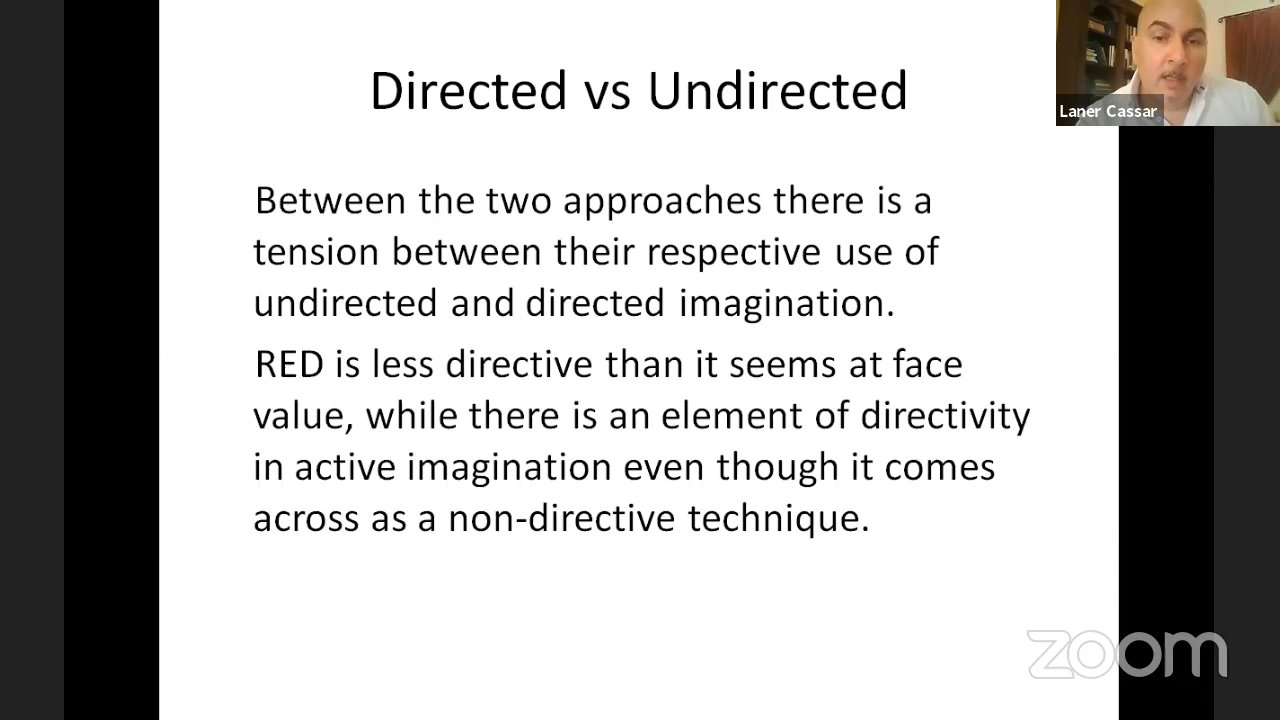 Directed vs Undirected
Laner Cassar
Between the two approaches there is a
tension between their respective use of
undirected and directed imagination.
RED is less directive than it seems at face
value, while there is an element of directivity
in active imagination even though it comes
across as a non-directive technique.
zoom